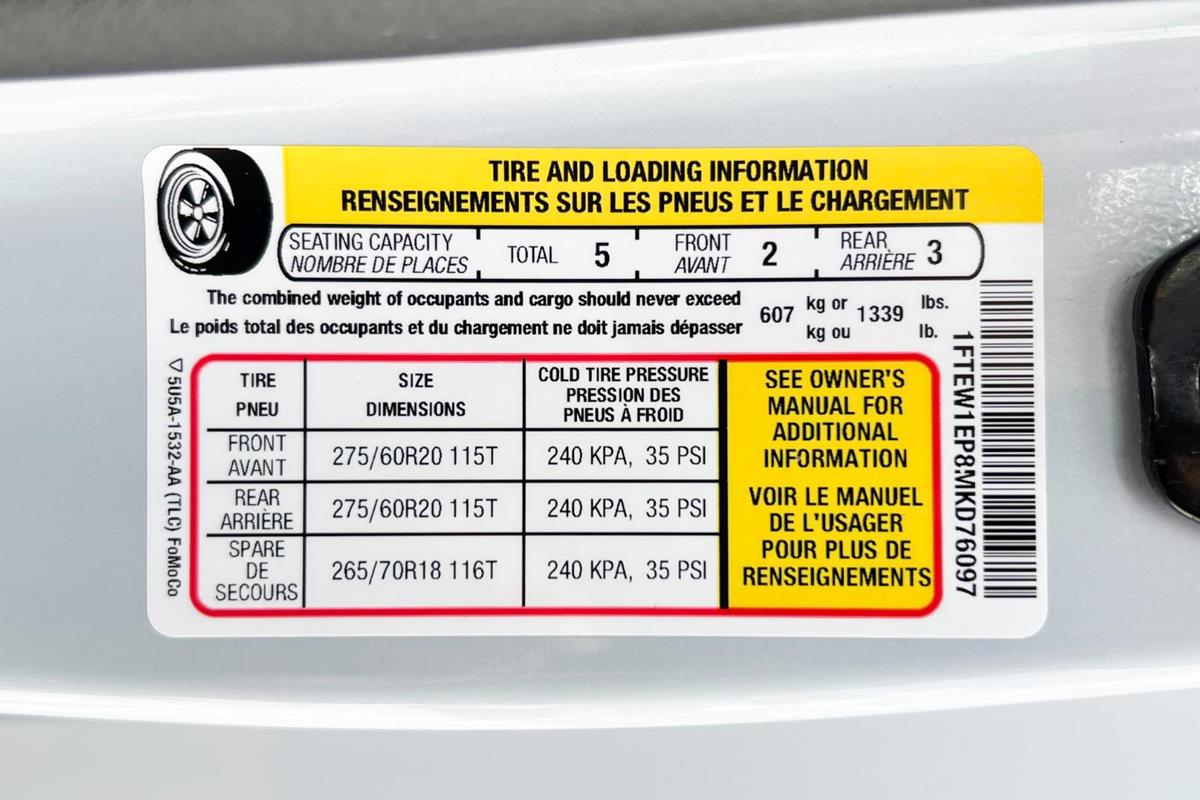 TIRE AND LOADING INFORMATION
RENSEIGNEMENTS SUR LES PNEUS ET LE CHARGEMENT
SEATING CAPACITY
NOMBRE DE PLACES
TOTAL 5
FRONT
AVANT 2
REAR
ARRIÈRE 3
The combined weight of occupants and cargo should never exceed
Le poids total des occupants et du chargement ne doit jamais dépasser
607 kg or 1339 lbs.
kg ou lb.
TIRE
PNEU
SIZE
DIMENSIONS
COLD TIRE PRESSURE
PRESSION DES
PNEUS À FROID
FRONT
AVANT
275/60R20 115T
240 KPA, 35 PSI
REAR
ARRIÈRE
275/60R20 115T
240 KPA, 35 PSI
SPARE
DE
SECOURS
265/70R18 116T
240 KPA, 35 PSI
SEE OWNER'S
MANUAL FOR
ADDITIONAL
INFORMATION
VOIR LE MANUEL
DE L'USAGER
POUR PLUS DE
RENSEIGNEMENTS
5U5A-1532-AA (TLC) FoMoCo
1FTEW1EP8MKD76097